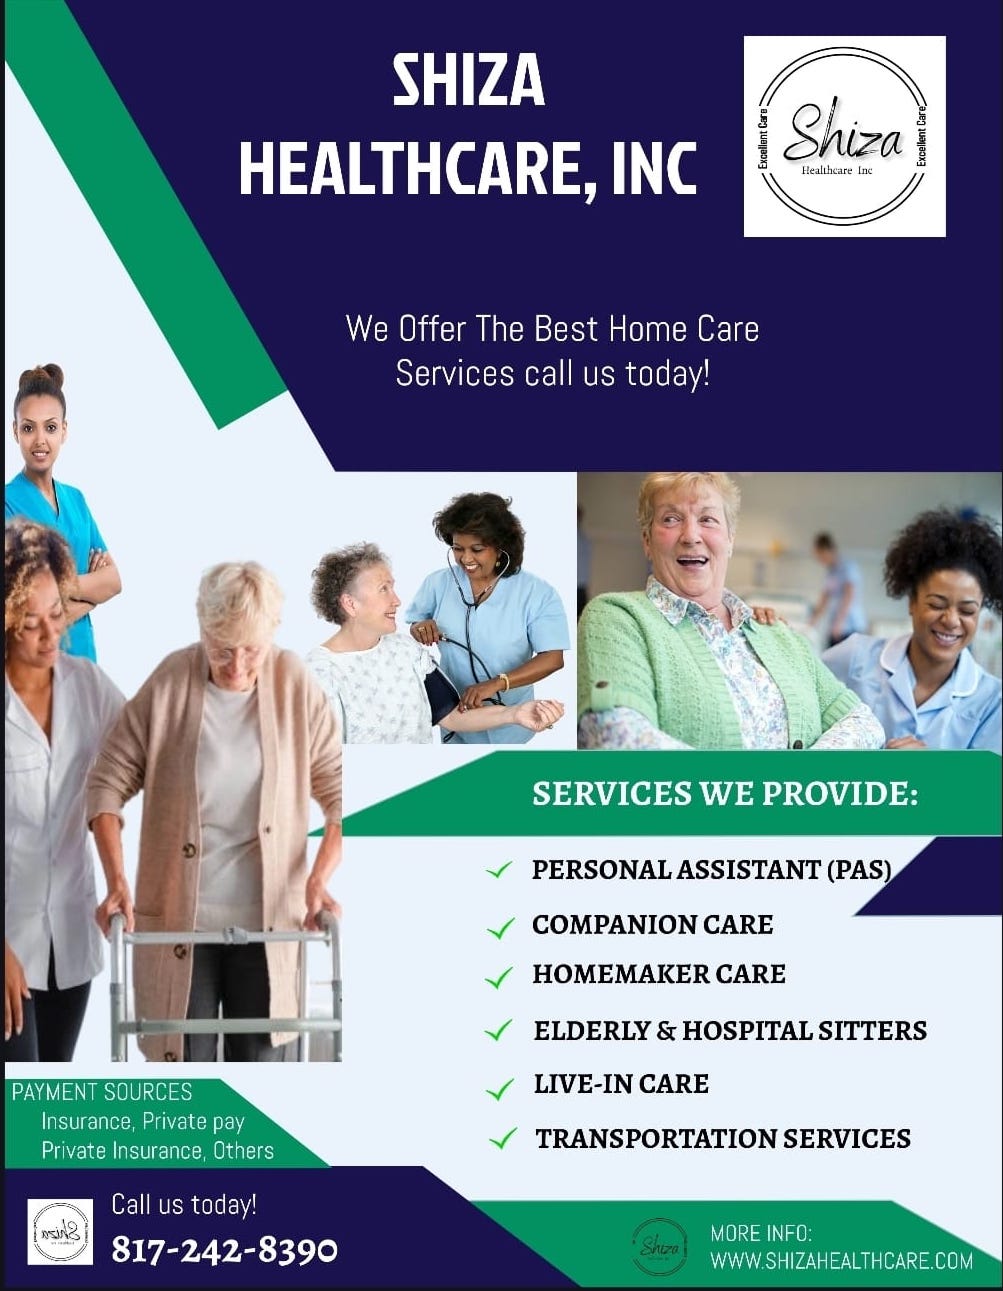 SHIZA
HEALTHCARE, INC
Excellent Care
Shiza
Healthcare Inc
Excellent Care
We Offer The Best Home Care
Services call us today!
SERVICES WE PROVIDE:
PERSONAL ASSISTANT (PAS)
COMPANION CARE
HOMEMAKER CARE
ELDERLY & HOSPITAL SITTERS
LIVE-IN CARE
TRANSPORTATION SERVICES
PAYMENT SOURCES
Insurance, Private pay
Private Insurance, Others
Call us today!
Shiza
817-242-8390
Shiza
MORE INFO:
WWW.SHIZAHEALTHCARE.COM